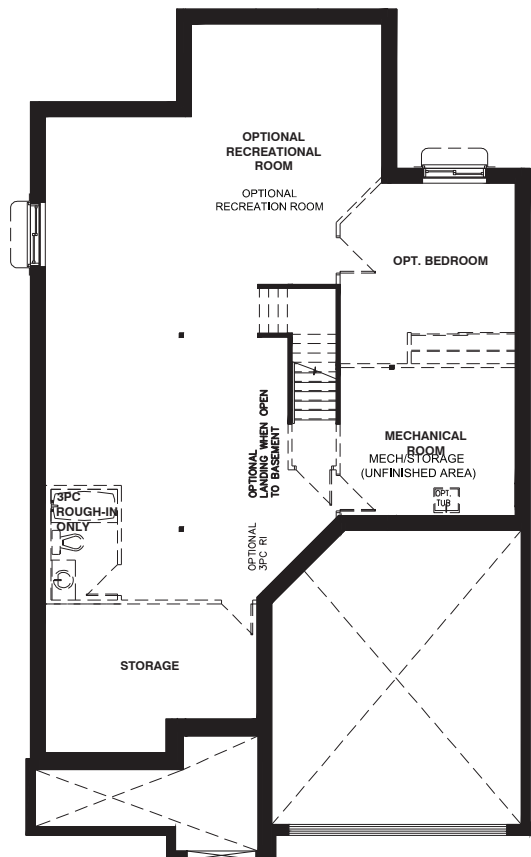 OPTIONAL
RECREATIONAL
ROOM
OPTIONAL
RECREATION ROOM
OPT. BEDROOM
OPTIONAL
LANDING WHEN OPEN
TO BASEMENT
MECHANICAL
ROOM
MECH/STORAGE
(UNFINISHED AREA)
OPT.
TUB
3PC
ROUGH-IN
ONLY
OPTIONAL
3PC RI
STORAGE